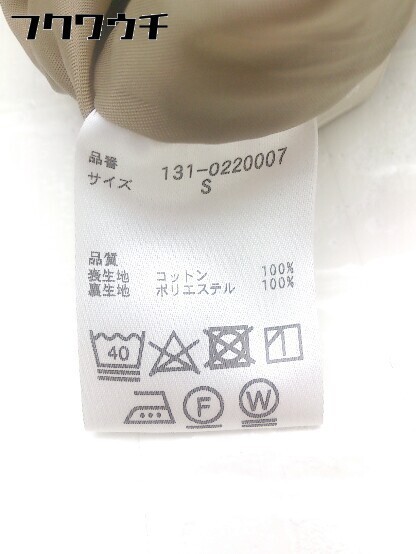 フクワウチ
品番 131-0220007
サイズ S
品質
表生地 コットン 100%
裏生地 ポリエステル 100%
40
F W